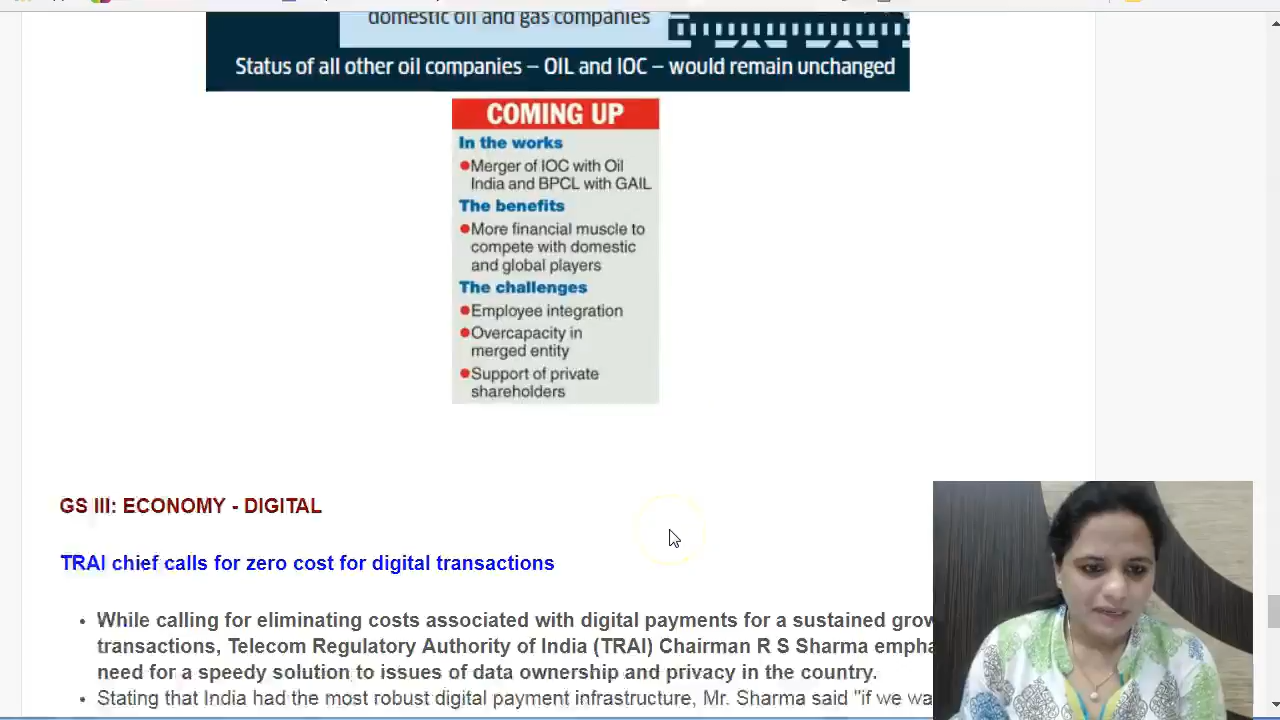 domestic oil and gas companies
Status of all other oil companies – OIL and IOC – would remain unchanged
COMING UP
In the works
Merger of IOC with Oil
India and BPCL with GAIL
The benefits
More financial muscle to
compete with domestic
and global players
The challenges
Employee integration
Overcapacity in
merged entity
Support of private
shareholders
GS III: ECONOMY - DIGITAL
TRAI chief calls for zero cost for digital transactions
While calling for eliminating costs associated with digital payments for a sustained
transactions, Telecom Regulatory Authority of India (TRAI) Chairman R S Sharma
need for a speedy solution to issues of data ownership and privacy in the country.
Stating that India had the most robust digital payment infrastructure, Mr. Sharma said "if we